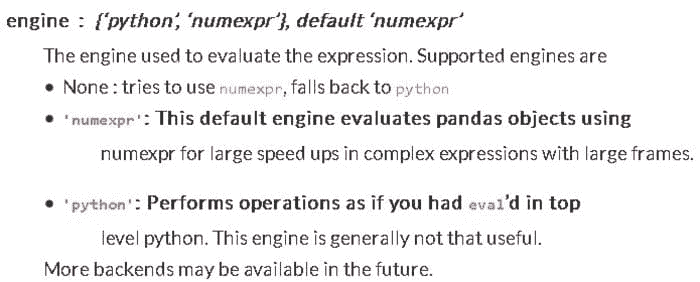 engine : {‘python’, ‘numexpr’}, default ‘numexpr’
The engine used to evaluate the expression. Supported engines are
• None : tries to use numexpr, falls back to python
• 'numexpr': This default engine evaluates pandas objects using
numexpr for large speed ups in complex expressions with large frames.
• 'python': Performs operations as if you had eval’d in top
level python. This engine is generally not that useful.
More backends may be available in the future.